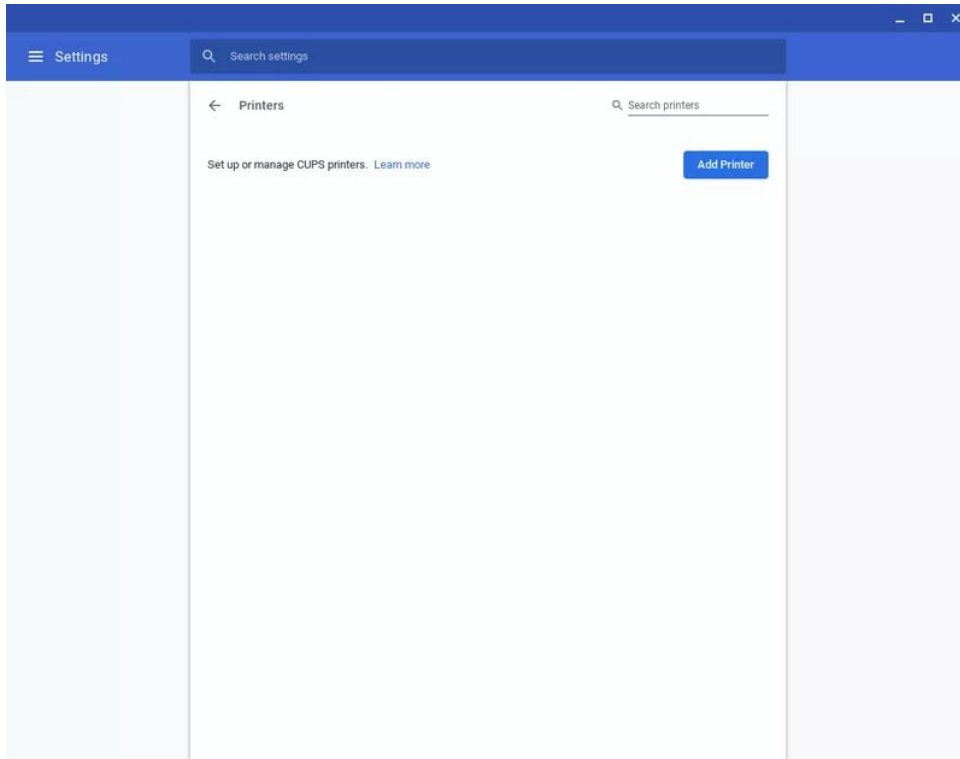 Settings
Search settings
Printers
Search printers
Set up or manage CUPS printers. Learn more
Add Printer